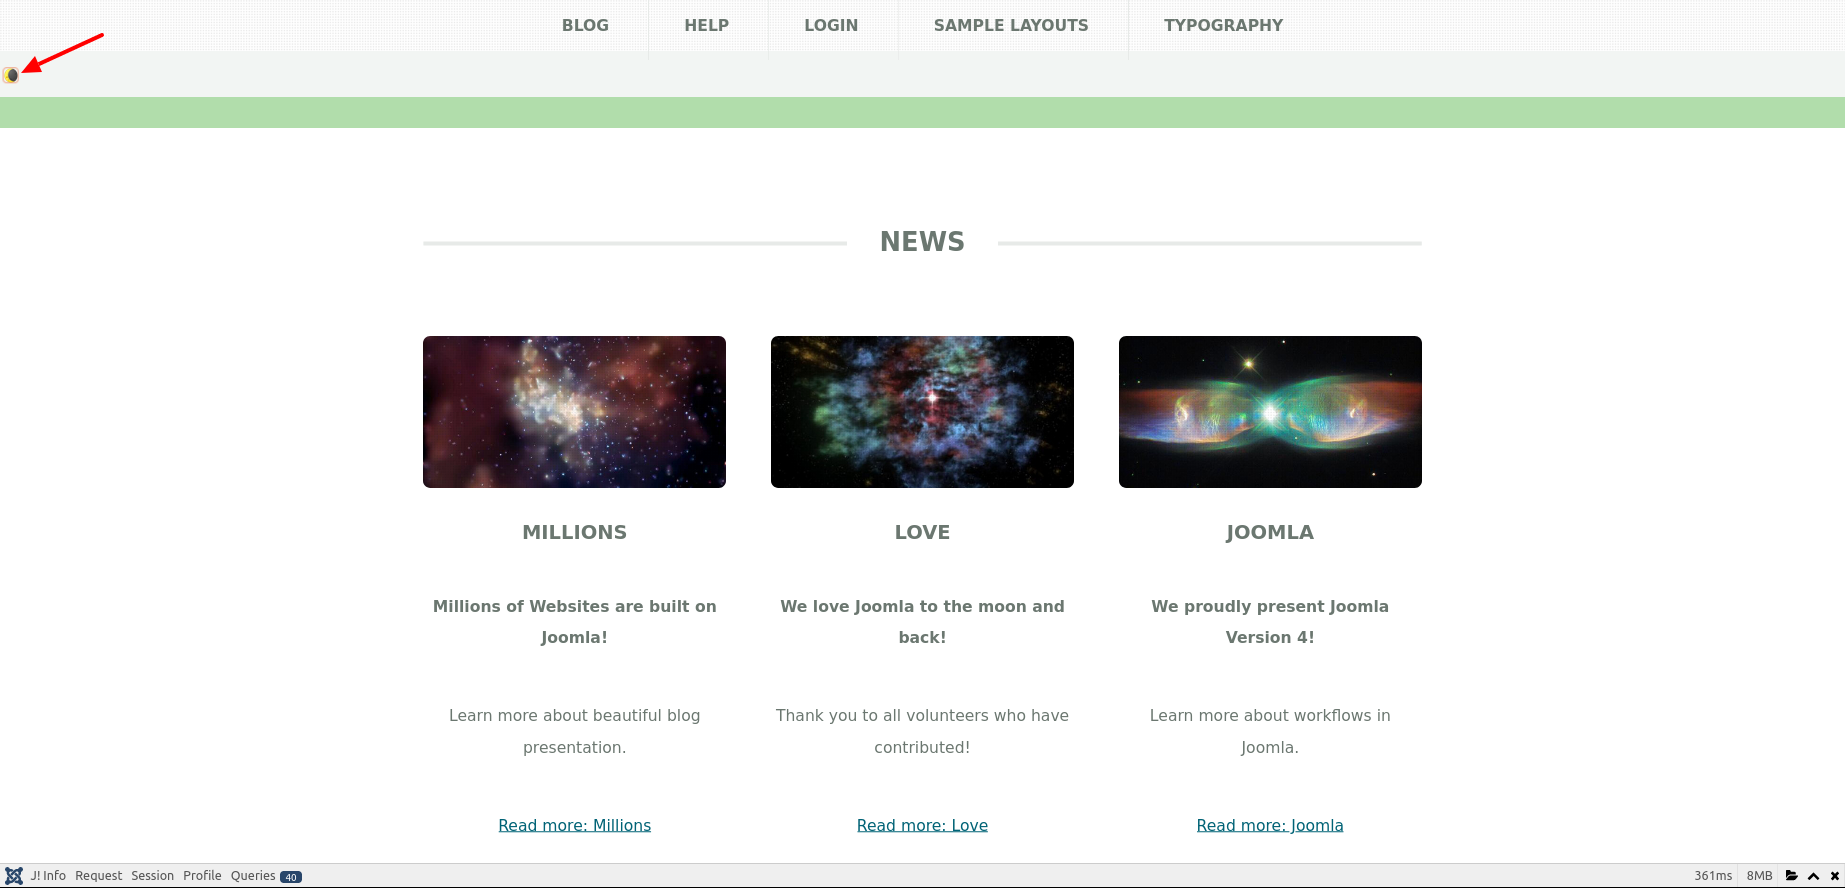 BLOG HELP LOGIN SAMPLE LAYOUTS TYPOGRAPHY
NEWS
MILLIONS
Millions of Websites are built on
Joomla!
Learn more about beautiful blog
presentation.
Read more: Millions
LOVE
We love Joomla to the moon and
back!
Thank you to all volunteers who have
contributed!
Read more: Love
JOOMLA
We proudly present Joomla
Version 4!
Learn more about workflows in
Joomla.
Read more: Joomla
J! Info Request Session Profile Queries 40 361ms 8MB